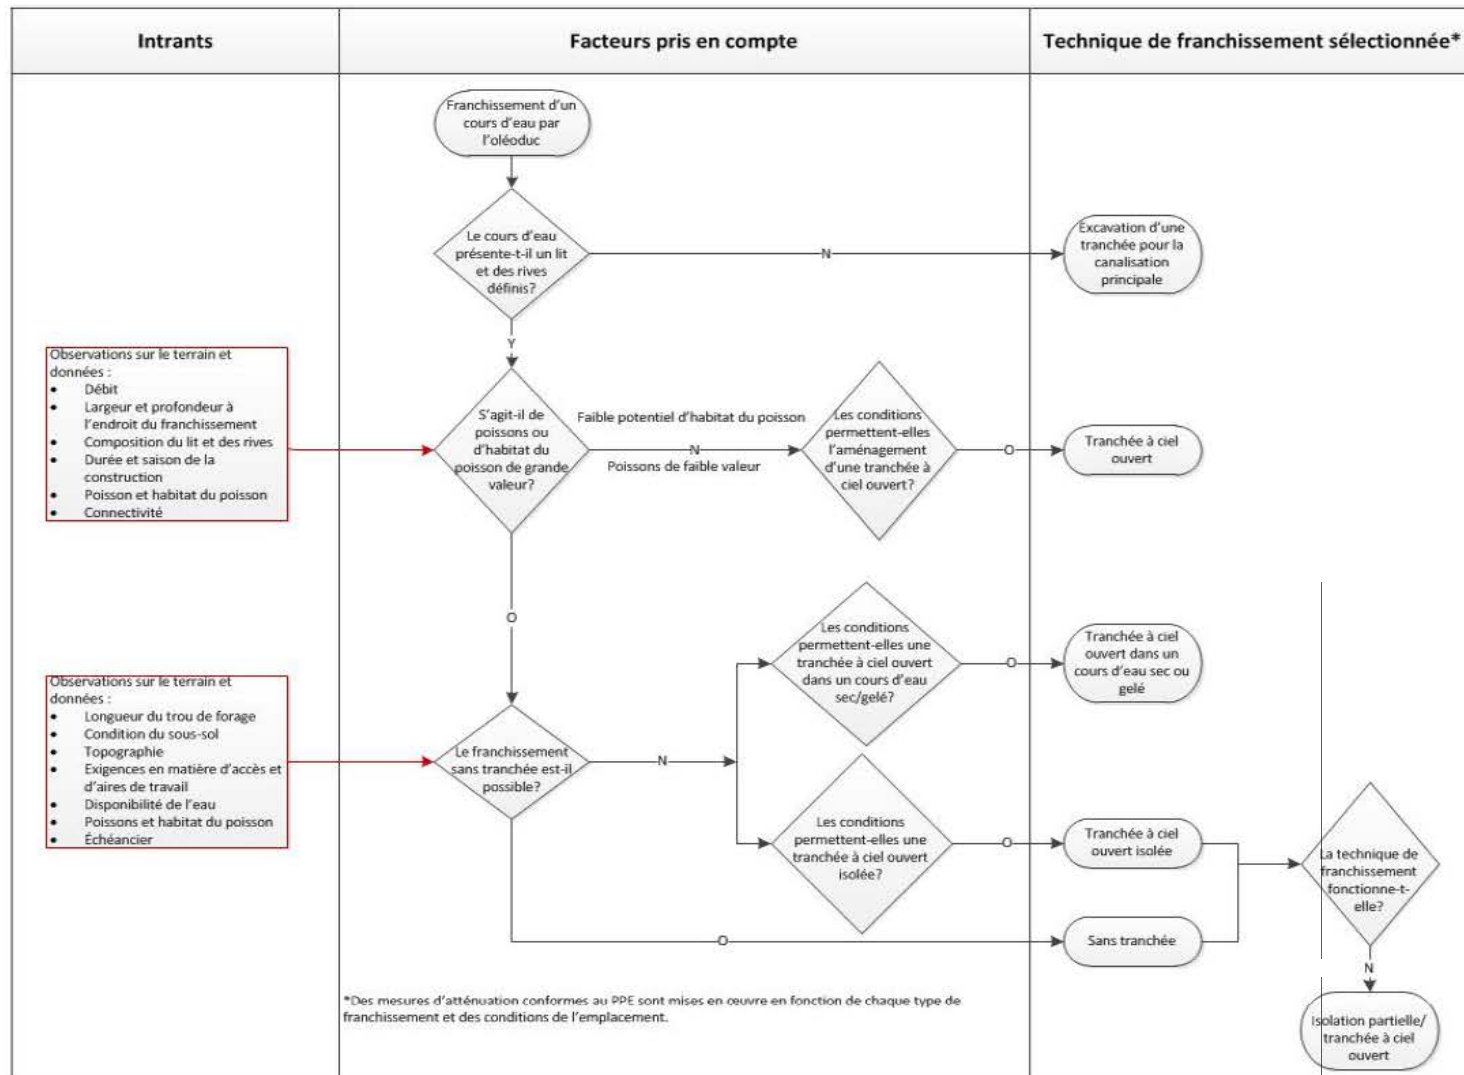 Intrants
Facteurs pris en compte
Technique de franchissement sélectionnée*
Franchissement d'un
cours d'eau par
l'oléoduc
Le cours d'eau
présente-t-il un lit
et des rives
définis?
N
Excavation d'une
tranchée pour la
canalisation
principale
Y
Observations sur le terrain et
données :
• Débit
• Largeur et profondeur à
l'endroit du franchissement
• Composition du lit et des rives
• Durée et saison de la
construction
• Poisson et habitat du poisson
• Connectivité
S'agit-il de
poissons ou
d'habitat du
poisson de grande
valeur?
Faible potentiel d'habitat du poisson
N
Poissons de faible valeur
Les conditions
permettent-elles
l'aménagement
d'une tranchée à
ciel ouvert?
O
Tranchée à ciel
ouvert
O
Les conditions
permettent-elles une
tranchée à ciel ouvert
dans un cours d'eau
sec/gelé?
O
Tranchée à ciel
ouvert dans un
cours d'eau sec ou
gelé
Observations sur le terrain et
données :
• Longueur du trou de forage
• Condition du sous-sol
• Topographie
• Exigences en matière d'accès et
d'aires de travail
• Disponibilité de l'eau
• Poissons et habitat du poisson
• Échéancier
Le franchissement
sans tranchée est-il
possible?
N
Les conditions
permettent-elles une
tranchée à ciel ouvert
isolée?
O
Tranchée à ciel
ouvert isolée
La technique de
franchissement
fonctionne-t-
elle?
O
Sans tranchée
N
Isolation partielle/
tranchée à ciel
ouvert
*Des mesures d'atténuation conformes au PPE sont mises en œuvre en fonction de chaque type de
franchissement et des conditions de l'emplacement.